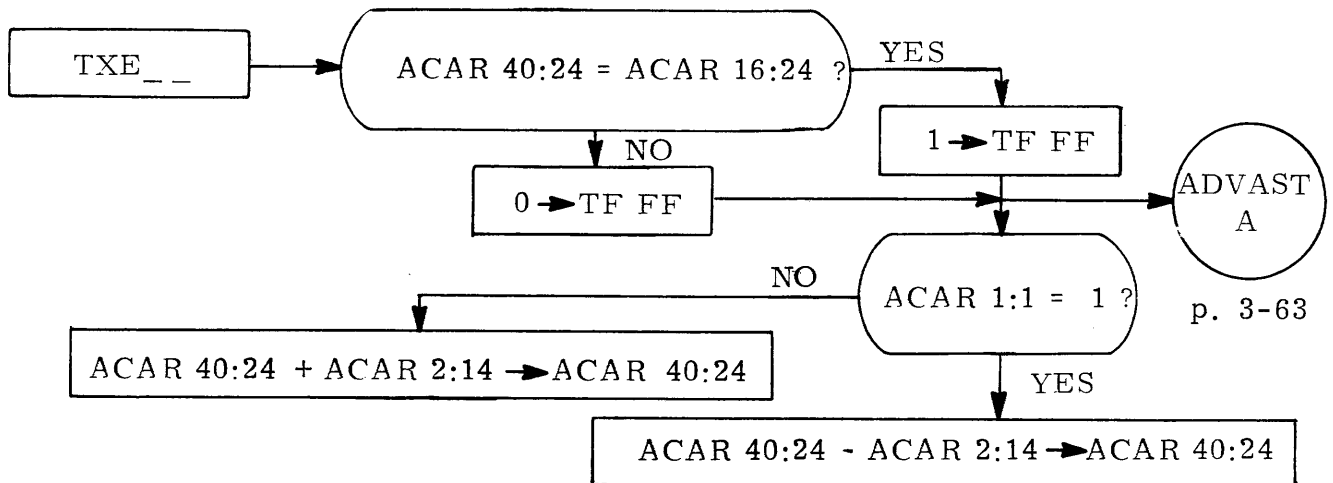 TXE_ _
ACAR 40:24 = ACAR 16:24 ?
YES
NO
1 → TF FF
0 → TF FF
ADVAST
A
p. 3-63
ACAR 1:1 = 1 ?
NO
YES
ACAR 40:24 + ACAR 2:14 → ACAR 40:24
ACAR 40:24 - ACAR 2:14 → ACAR 40:24